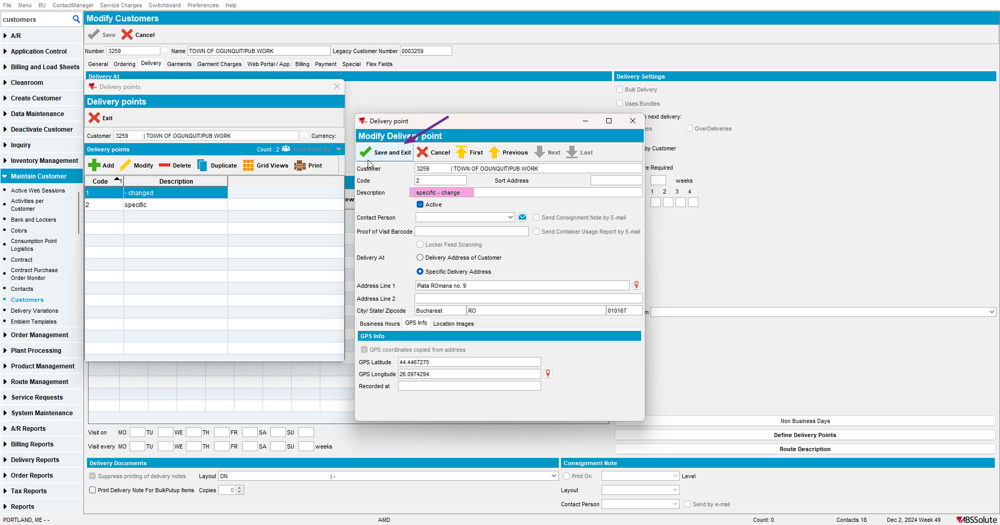 File Menu BU ContactManager Service Charges Switchboard Preferences Help
customers
Modify Customers
Save Cancel
Number 3259 ... Name TOWN OF OGUNQUIT/PUB.WORK Legacy Customer Number 0003259
General Ordering Delivery Garments Garment Charges Web Portal / App Billing Payment Special Flex Fields
A/R
Application Control
Billing and Load Sheets
Cleanroom
Create Customer
Data Maintenance
Deactivate Customer
Inquiry
Inventory Management
Maintain Customer
Active Web Sessions
Activities per
Customer
Bank and Lockers
Colors
Consumption Point
Logistics
Contract
Contract Purchase
Order Monitor
Contacts
Customers
Delivery Variations
Emblem Templates
Order Management
Plant Processing
Product Management
Route Management
Service Requests
System Maintenance
A/R Reports
Billing Reports
Delivery Reports
Order Reports
Tax Reports
Reports
Delivery At
Delivery points
Delivery points
Exit
Customer 3259 | TOWN OF OGUNQUIT/PUB.WORK ... Currency:
Delivery points Count : 2 Grid View All
Add Modify Delete Duplicate Grid Views Print
Code 1 Description
1 - changed
2 specific
Delivery point
Modify Delivery point
Save and Exit Cancel First Previous Next Last
Customer 3259 | TOWN OF OGUNQUIT/PUB.WORK
Code 2 Sort Address
Description specific - change
Active
Contact Person Send Consignment Note by E-mail
Proof of Visit Barcode Send Container Usage Report by E-mail
Locker Feed Scanning
Delivery At Delivery Address of Customer
Specific Delivery Address
Address Line 1 Piata ROmana no. 9
Address Line 2
City/ State/ Zipcode Bucharest RO 010167
Business Hours GPS Info Location Images
GPS Info
GPS coordinates copied from address
GPS Latitude 44.4467275
GPS Longitude 26.0974294
Recorded at
Delivery Settings
Bulk Delivery
Uses Bundles
n next delivery:
es OverDeliveries
by Customer
re Required
weeks
1 2 3 4
ew
m
Non Business Days
Define Delivery Points
Route Description
Visit on MO TU WE TH FR SA SU
Visit every MO TU WE TH FR SA SU weeks
Delivery Documents
Suppress printing of delivery notes Layout DN | -
Print Delivery Note For BulkPutup Items Copies 0
Consignment Note
Print On Level
Layout
Contact Person Send by e-mail
PORTLAND, ME - - AMD Count: 0 Contacts 18 Dec 2, 2024 Week 49 ABSSolute